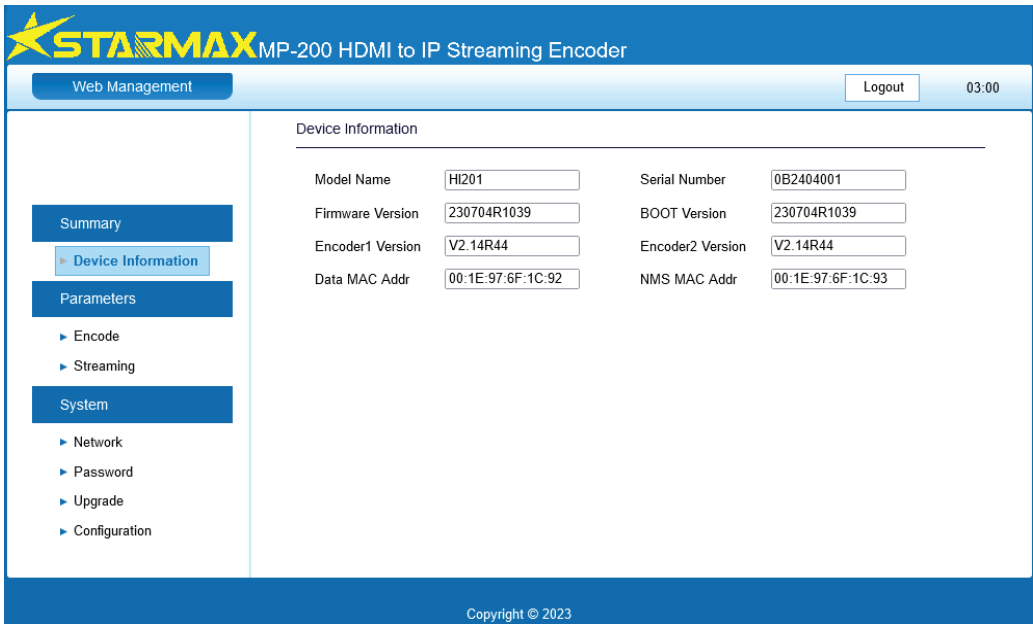 STARMAX MP-200 HDMI to IP Streaming Encoder
Web Management Logout 03:00
Device Information
Model Name HI201 Serial Number 0B2404001
Firmware Version 230704R1039 BOOT Version 230704R1039
Encoder1 Version V2.14R44 Encoder2 Version V2.14R44
Data MAC Addr 00:1E:97:6F:1C:92 NMS MAC Addr 00:1E:97:6F:1C:93
Summary
Device Information
Parameters
Encode
Streaming
System
Network
Password
Upgrade
Configuration
Copyright © 2023